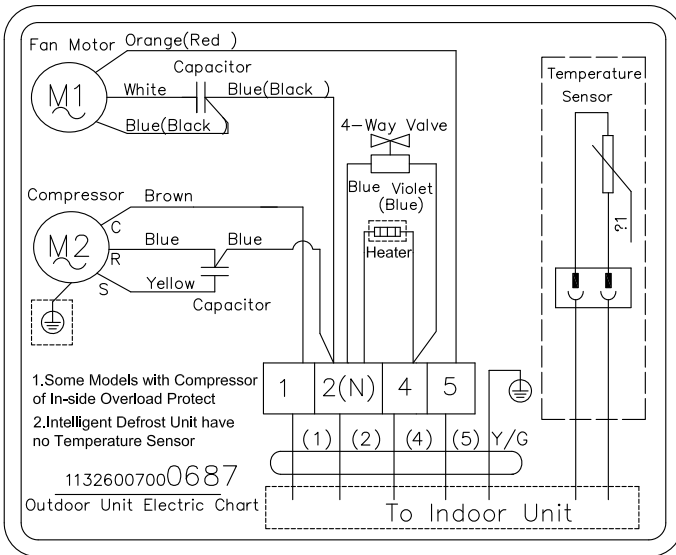 Orange(Red )
Fan Motor
Capacitor
M1
White
Blue(Black )
Blue(Black )
Temperature
Sensor
4-Way Valve
Blue Violet
(Blue)
Heater
Compressor
Brown
C
M2
Blue
Blue
R
S
Yellow
Capacitor
?1
1.Some Models with Compressor
of In-side Overload Protect
2.Intelligent Defrost Unit have
no Temperature Sensor
1 2(N) 4 5
(1) (2) (4) (5) Y/G
11326007000687
Outdoor Unit Electric Chart
To Indoor Unit